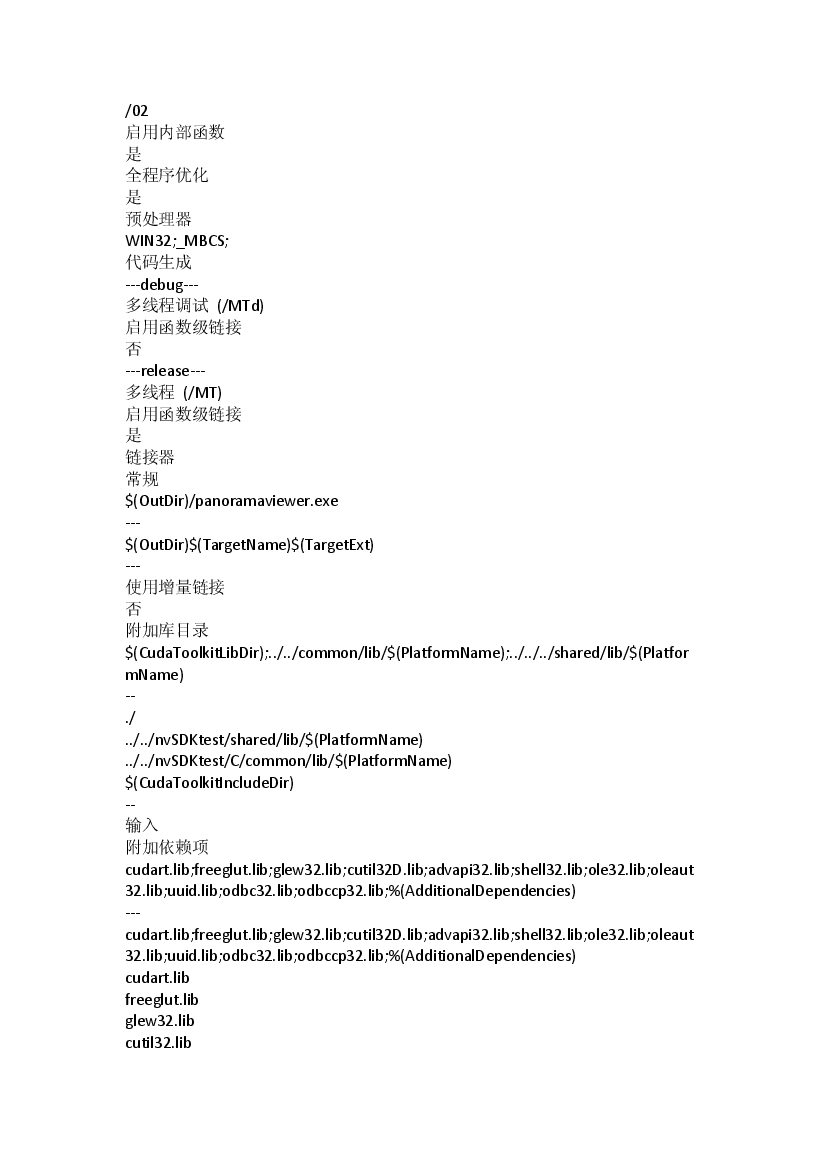 /02
启用内部函数
是
全程序优化
是
预处理器
WIN32;_MBCS;
代码生成
---debug---
多线程调试 (/MTd)
启用函数级链接
否
---release---
多线程 (/MT)
启用函数级链接
是
链接器
常规
$(OutDir)/panoramaviewer.exe
---
$(OutDir)$(TargetName)$(TargetExt)
---
使用增量链接
否
附加库目录
$(CudaToolkitLibDir);../../common/lib/$(PlatformName);../../../shared/lib/$(Platfor
mName)
--
./
../../nvSDKtest/shared/lib/$(PlatformName)
../../nvSDKtest/C/common/lib/$(PlatformName)
$(CudaToolkitIncludeDir)
--
输入
附加依赖项
cudart.lib;freeglut.lib;glew32.lib;cutil32D.lib;advapi32.lib;shell32.lib;ole32.lib;oleaut
32.lib;uuid.lib;odbc32.lib;odbccp32.lib;%(AdditionalDependencies)
---
cudart.lib;freeglut.lib;glew32.lib;cutil32D.lib;advapi32.lib;shell32.lib;ole32.lib;oleaut
32.lib;uuid.lib;odbc32.lib;odbccp32.lib;%(AdditionalDependencies)
cudart.lib
freeglut.lib
glew32.lib
cutil32.lib